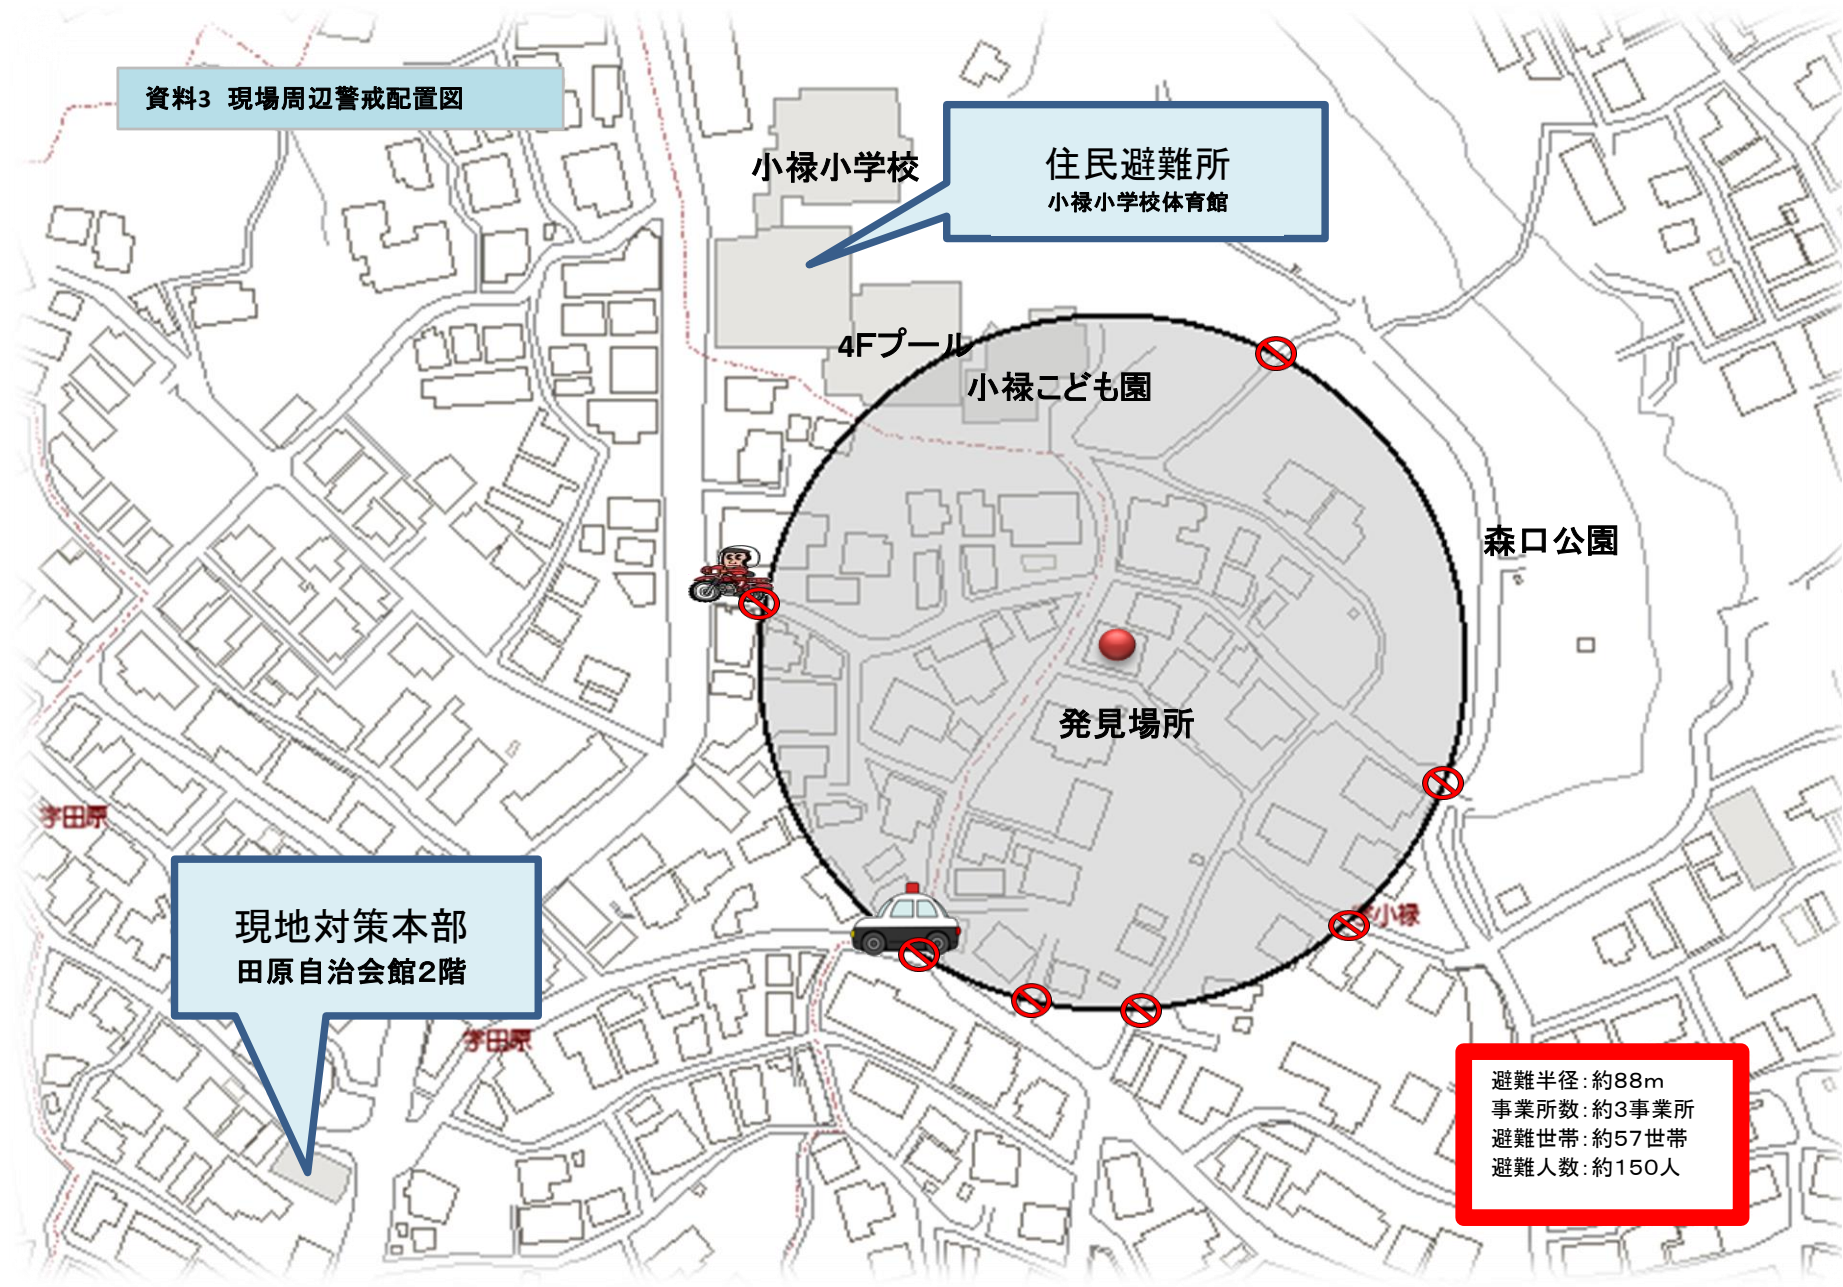 資料3 現場周辺警戒配置図
小禄小学校
住民避難所
小禄小学校体育館
4Fプール
小禄こども園
森口公園
発見場所
字田原
小禄
現地対策本部
田原自治会館2階
字田原
避難半径：約88m
事業所数：約3事業所
避難世帯：約57世帯
避難人数：約150人